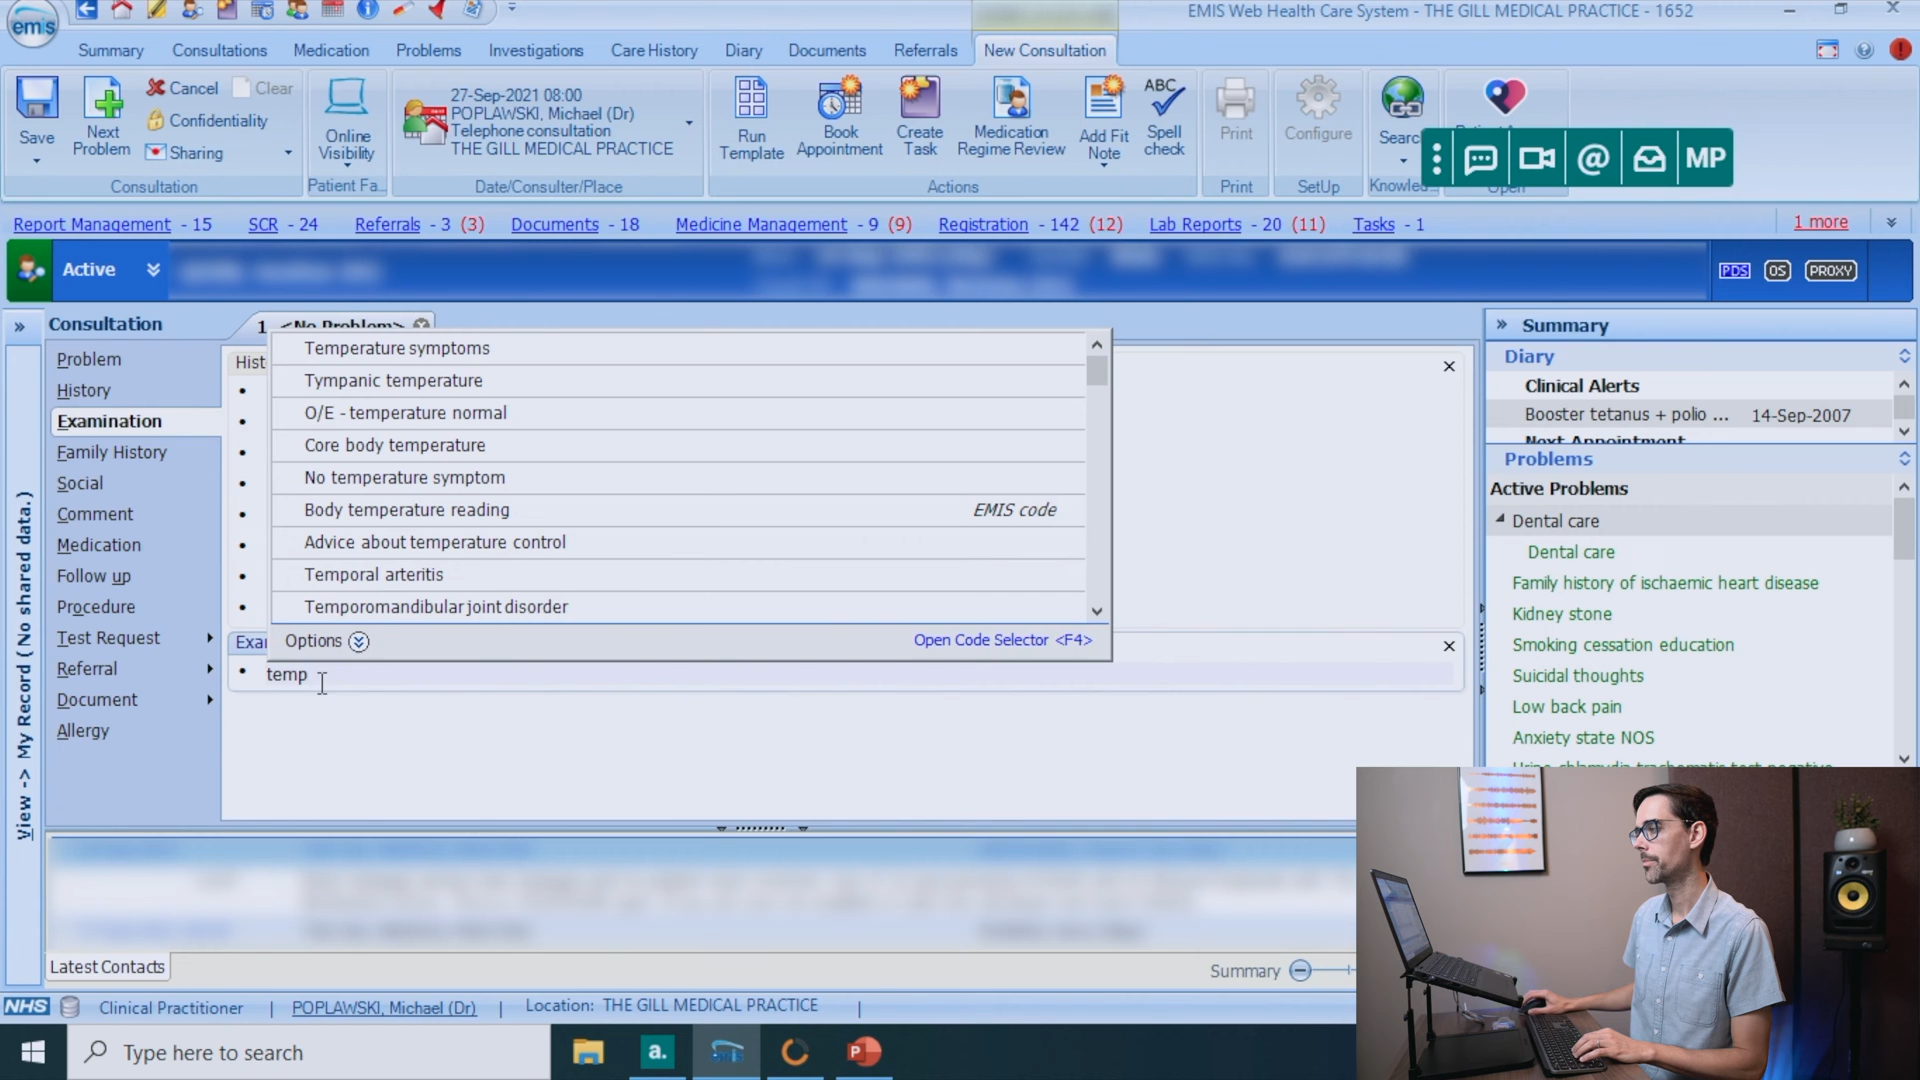 emis
EMIS Web Health Care System - THE GILL MEDICAL PRACTICE - 1652
Summary Consultations Medication Problems Investigations Care History Diary Documents Referrals New Consultation
Save
Next Problem
Cancel Clear
Confidentiality
Sharing
Consultation
Online Visibility
Patient Fa...
27-Sep-2021 08:00
POPLAWSKI, Michael (Dr)
Telephone consultation
THE GILL MEDICAL PRACTICE
Date/Consulter/Place
Run Template
Book Appointment
Create Task
Medication Regime Review
Add Fit Note
ABC
Spell check
Actions
Print
Print
Configure
SetUp
Searc
Knowled...
MP
Report Management - 15 SCR - 24 Referrals - 3 (3) Documents - 18 Medicine Management - 9 (9) Registration - 142 (12) Lab Reports - 20 (11) Tasks - 1 1 more
Active
PDS OS PROXY
View -> My Record (No shared data.)
Consultation
Problem
History
Examination
Family History
Social
Comment
Medication
Follow up
Procedure
Test Request
Referral
Document
Allergy
1 <No Problem>
Hist
Temperature symptoms
Tympanic temperature
O/E - temperature normal
Core body temperature
No temperature symptom
Body temperature reading EMIS code
Advice about temperature control
Temporal arteritis
Temporomandibular joint disorder
Options Open Code Selector <F4>
Exa
temp
Summary
Diary
Clinical Alerts
Booster tetanus + polio ... 14-Sep-2007
Next Appointment
Problems
Active Problems
Dental care
Dental care
Family history of ischaemic heart disease
Kidney stone
Smoking cessation education
Suicidal thoughts
Low back pain
Anxiety state NOS
Latest Contacts
Summary
NHS Clinical Practitioner | POPLAWSKI, Michael (Dr) | Location: THE GILL MEDICAL PRACTICE |
Type here to search
a.
emis
P